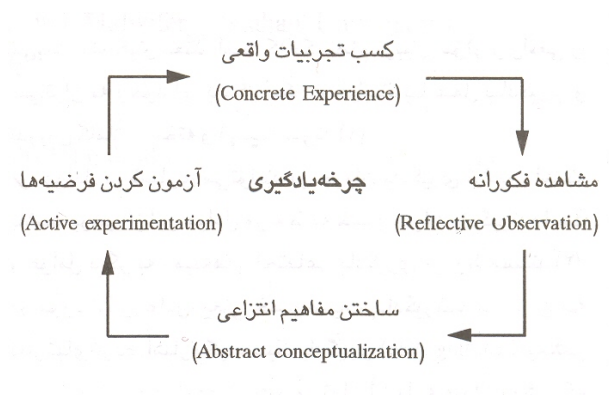 کسب تجربیات واقعی
(Concrete Experience)
مشاهده فکورانه
(Reflective Observation)
چرخه‌یادگیری
آزمون کردن فرضیه‌ها
(Active experimentation)
ساختن مفاهیم انتزاعی
(Abstract conceptualization)